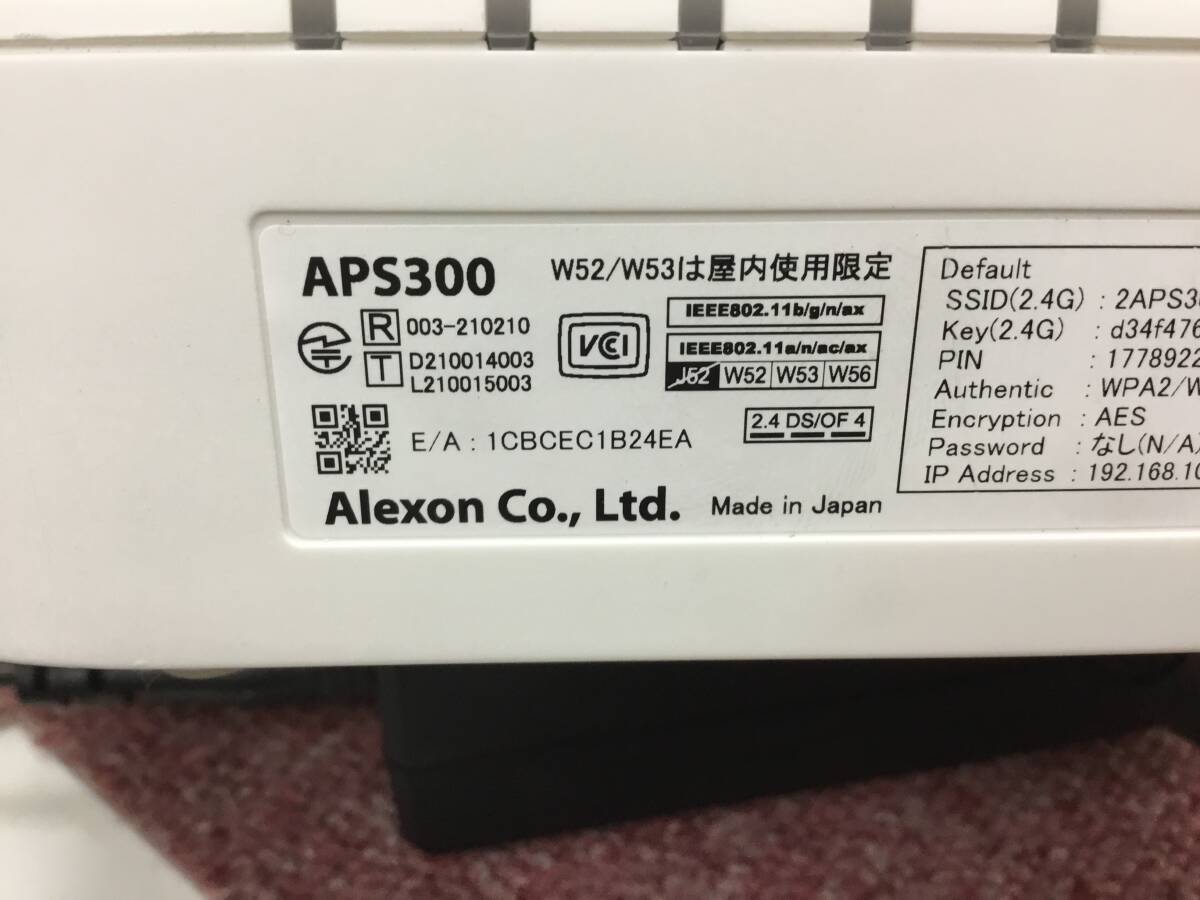 APS300
W52/W53は屋内使用限定
R 003-210210
T D210014003
L210015003
VCCI
IEEE802.11b/g/n/ax
IEEE802.11a/n/ac/ax
J52 W52 W53 W56
2.4 DS/OF 4
E/A : 1CBCEC1B24EA
Alexon Co., Ltd. Made in Japan
Default
SSID(2.4G) : 2APS3
Key(2.4G) : d34f476
PIN : 1778922
Authentic : WPA2/W
Encryption : AES
Password : なし(N/A)
IP Address : 192.168.10